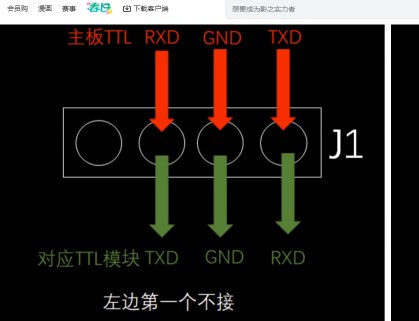 会员购 漫画 赛事 下载客户端 想要成为影之实力者
主板TTL RXD GND TXD
J1
对应TTL模块 TXD GND RXD
左边第一个不接